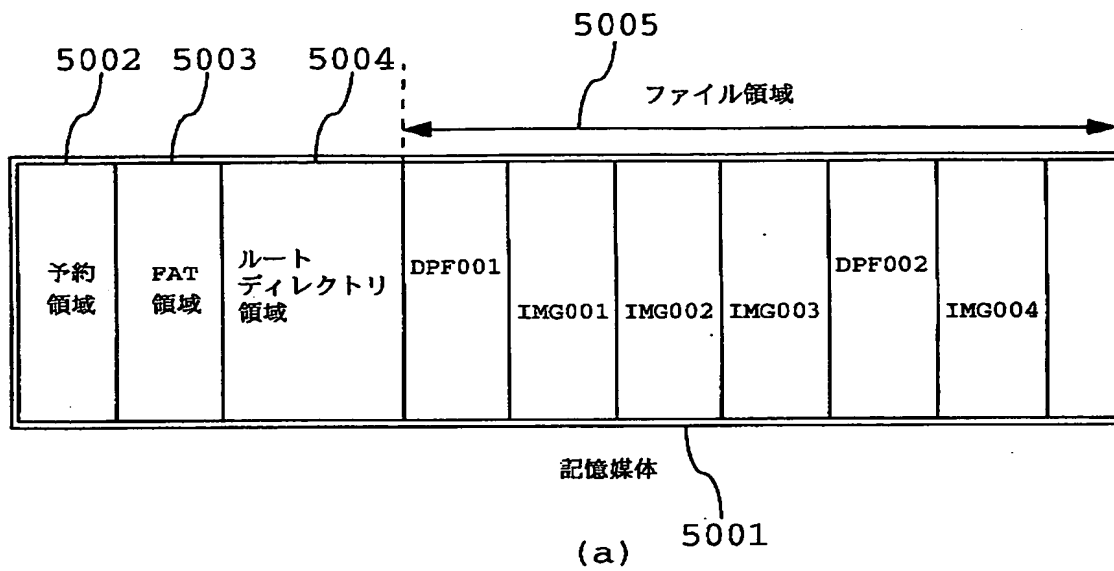 5005
5002 5003 5004
ファイル領域
予約
領域
FAT
領域
ルート
ディレクトリ
領域
DPF001
IMG001
IMG002
IMG003
DPF002
IMG004
記憶媒体
5001
(a)